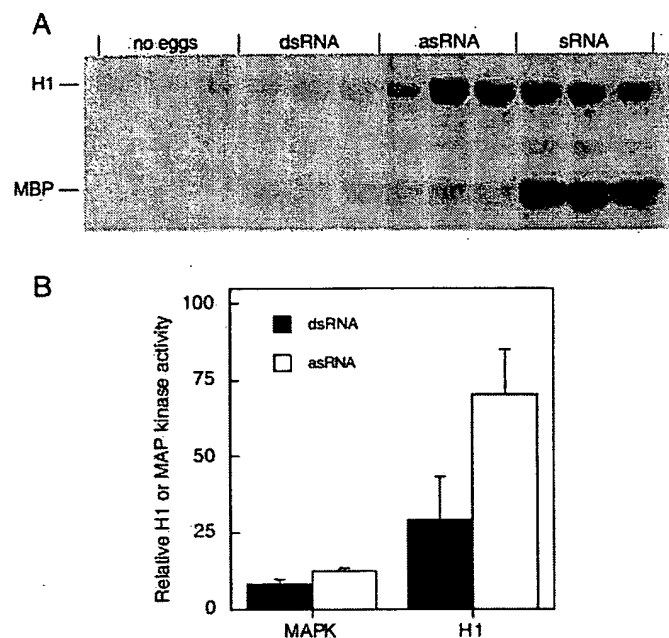 A
no eggs dsRNA asRNA sRNA
H1
MBP
B
Relative H1 or MAP kinase activity
100
75
50
25
0
dsRNA
asRNA
MAPK H1